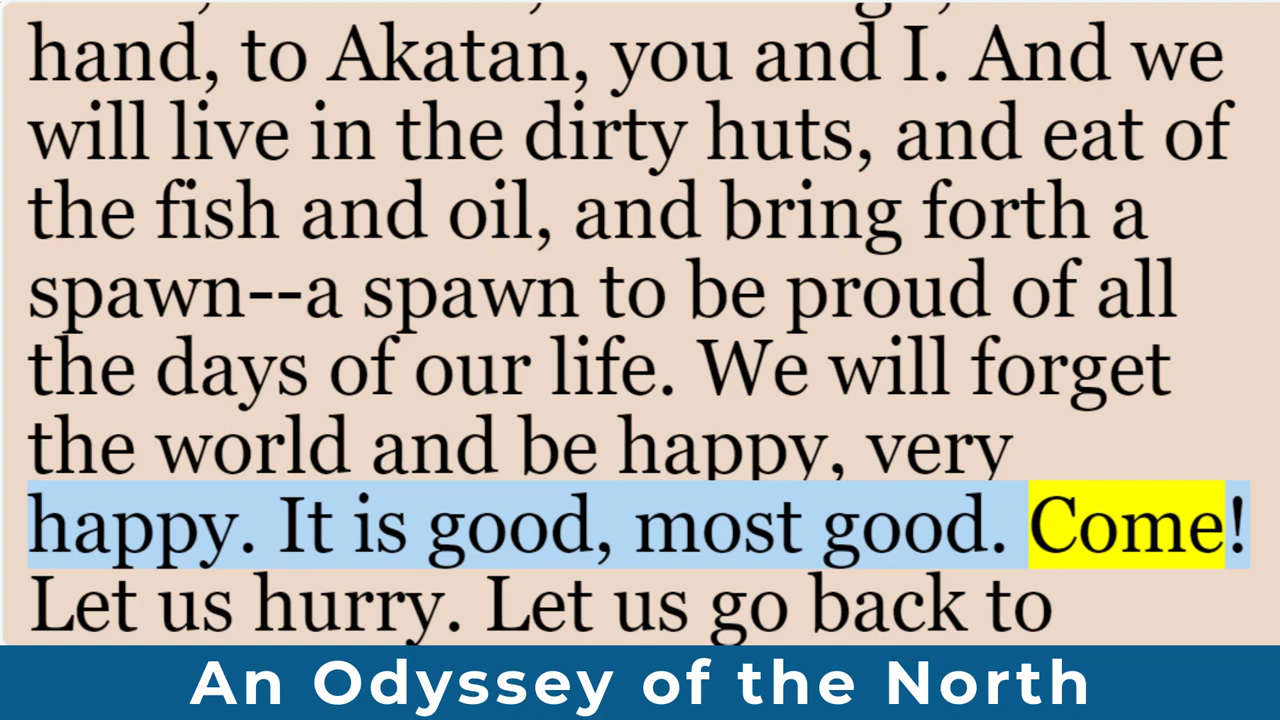 hand, to Akatan, you and I. And we
will live in the dirty huts, and eat of
the fish and oil, and bring forth a
spawn--a spawn to be proud of all
the days of our life. We will forget
the world and be happy, very
happy. It is good, most good. Come!
Let us hurry. Let us go back to
An Odyssey of the North